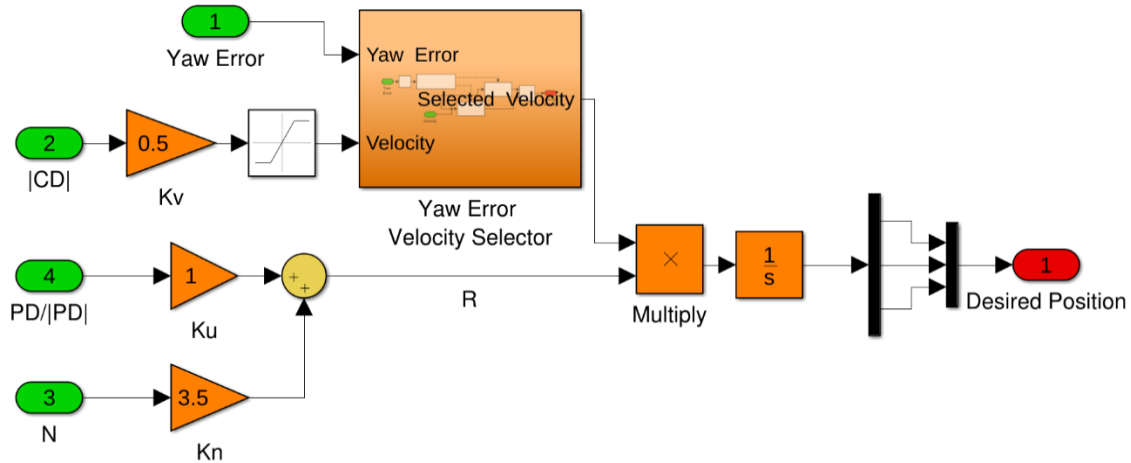 1
Yaw Error
Yaw Error
Selected Velocity
2
|CD|
0.5
Kv
Velocity
Yaw Error
Velocity Selector
4
PD/|PD|
1
Ku
+
+
R
×
Multiply
1
s
1
Desired Position
3
N
3.5
Kn